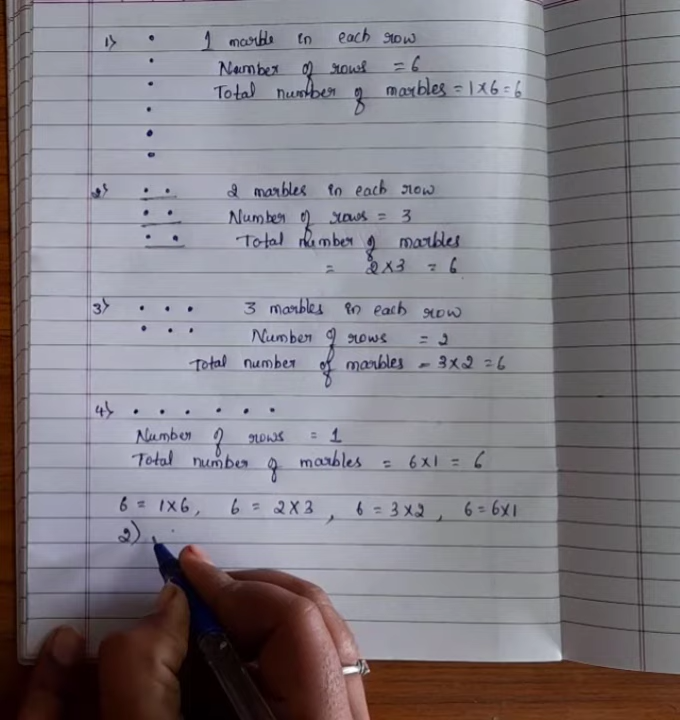 1) 1 marble in each row
Number of rows = 6
Total number of marbles = 1×6=6
2) 2 marbles in each row
Number of rows = 3
Total number of marbles
= 2×3 = 6
3) 3 marbles in each row
Number of rows = 2
Total number of marbles = 3×2 = 6
4)
Number of rows = 1
Total number of marbles = 6×1 = 6
6 = 1×6, 6 = 2×3, 6 = 3×2, 6=6×1
2)